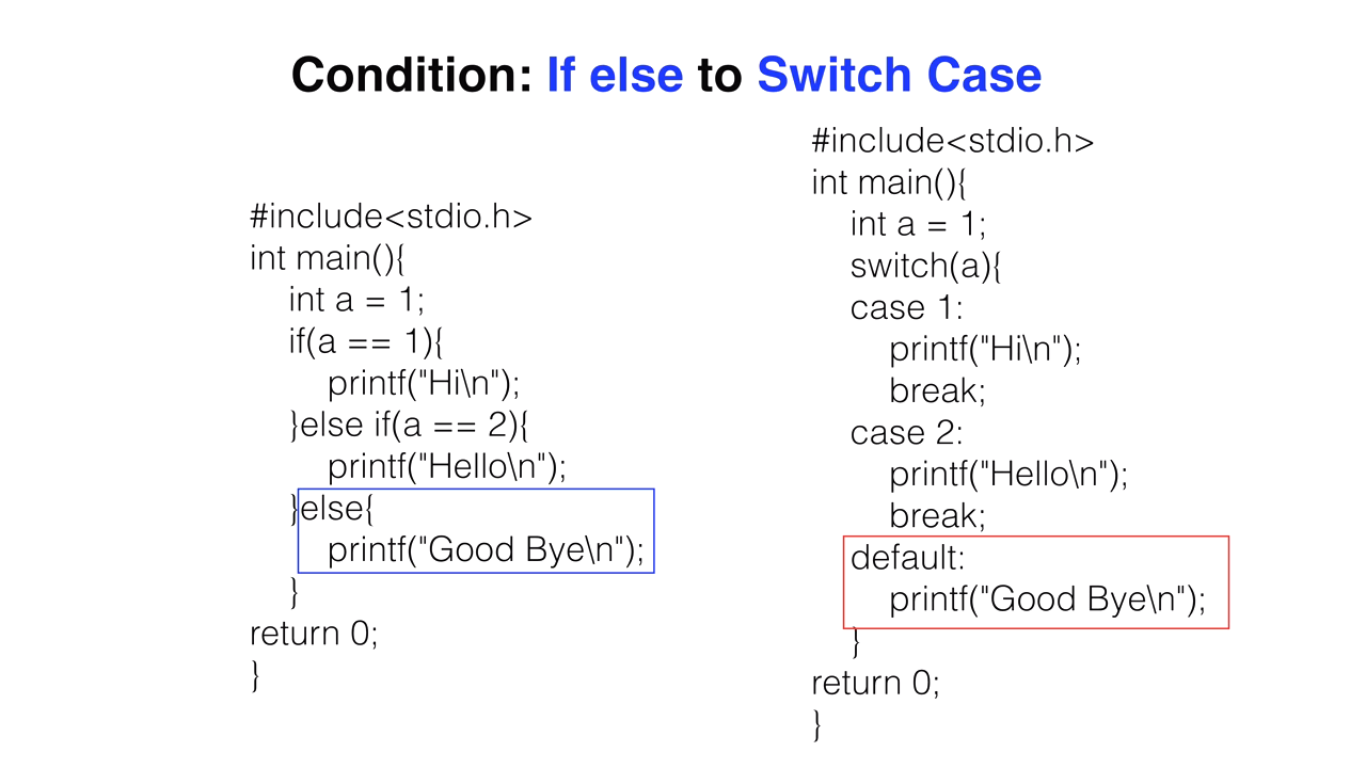 Condition: If else to Switch Case
#include<stdio.h>
int main(){
int a = 1;
if(a == 1){
printf("Hi\n");
}else if(a == 2){
printf("Hello\n");
}else{
printf("Good Bye\n");
}
return 0;
}
#include<stdio.h>
int main(){
int a = 1;
switch(a){
case 1:
printf("Hi\n");
break;
case 2:
printf("Hello\n");
break;
default:
printf("Good Bye\n");
}
return 0;
}